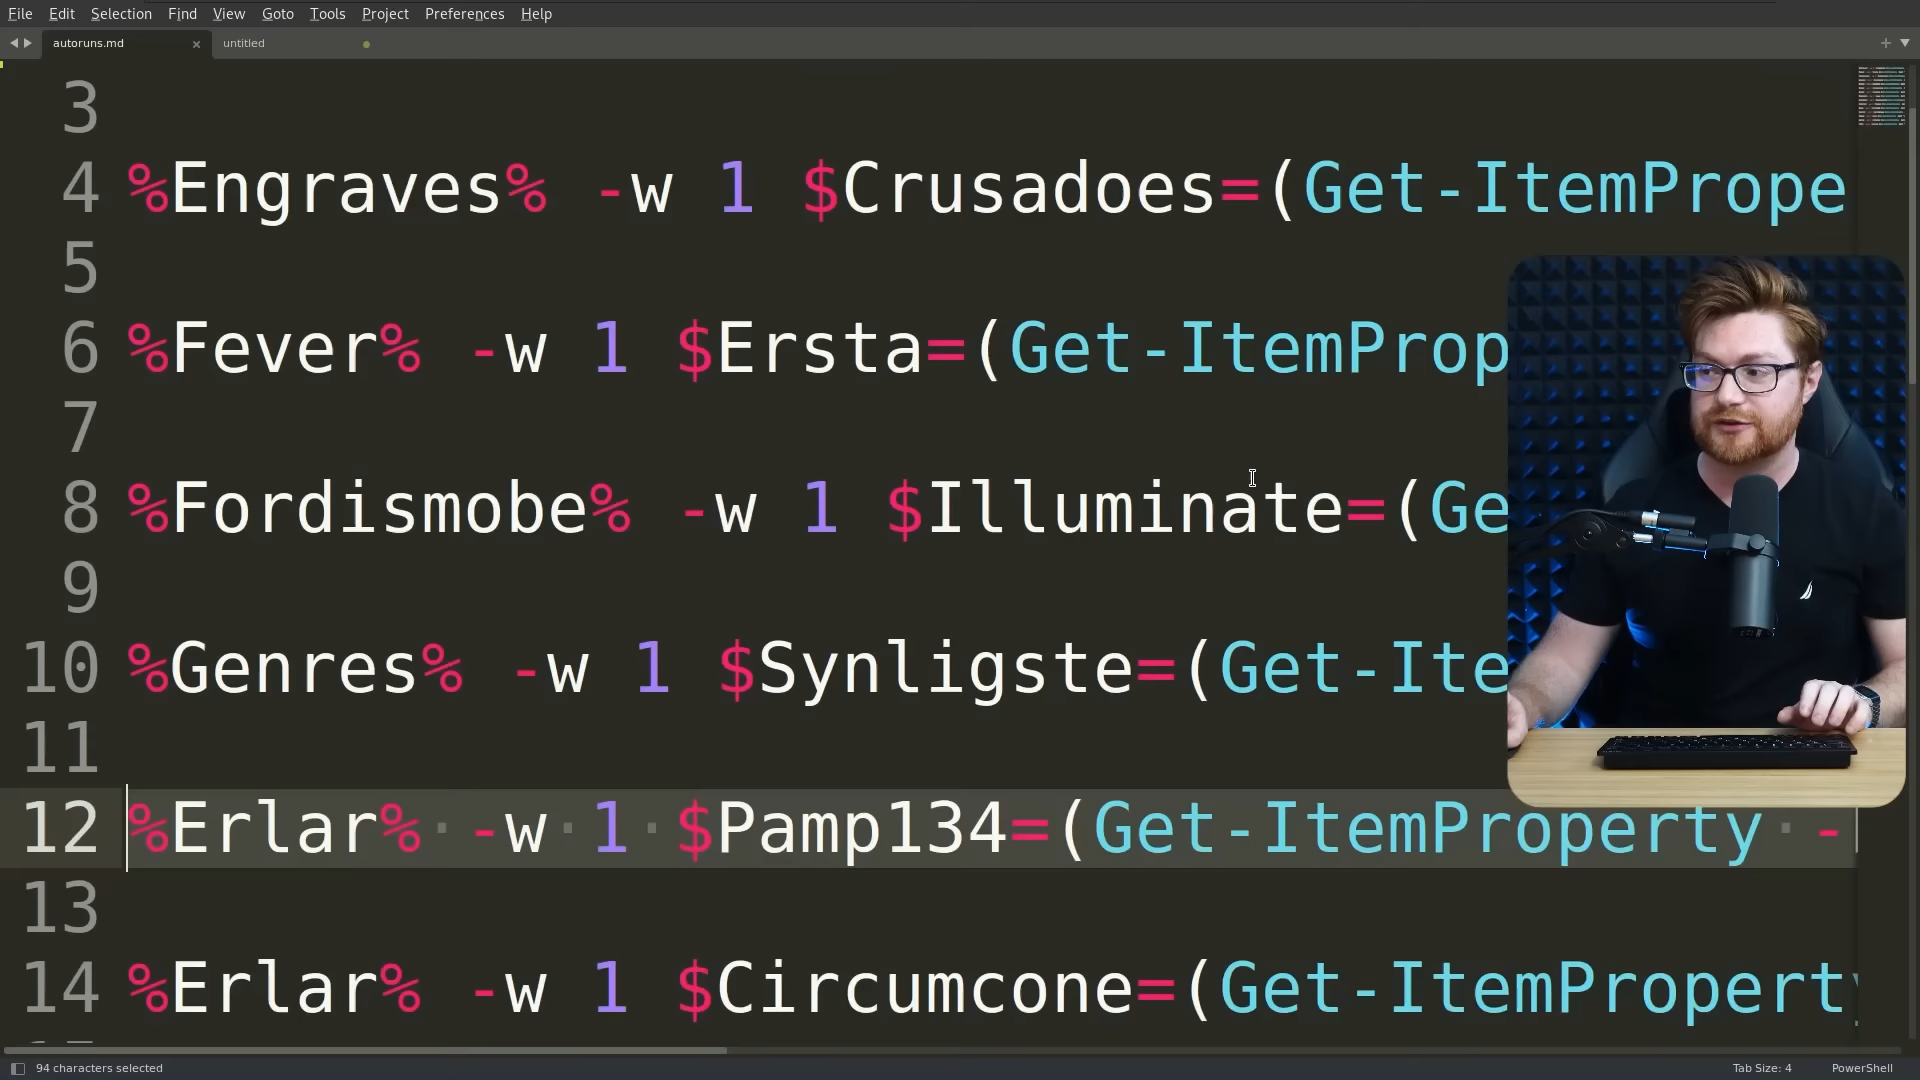 File Edit Selection Find View Goto Tools Project Preferences Help
autoruns.md untitled
3
4 %Engraves% -w 1 $Crusadoes=(Get-ItemPrope
5
6 %Fever% -w 1 $Ersta=(Get-ItemProp
7
8 %Fordismobe% -w 1 $Illuminate=(Ge
9
10 %Genres% -w 1 $Synligste=(Get-Ite
11
12 %Erlar% -w 1 $Pamp134=(Get-ItemProperty -
13
14 %Erlar% -w 1 $Circumcone=(Get-ItemProperty
94 characters selected Tab Size: 4 PowerShell